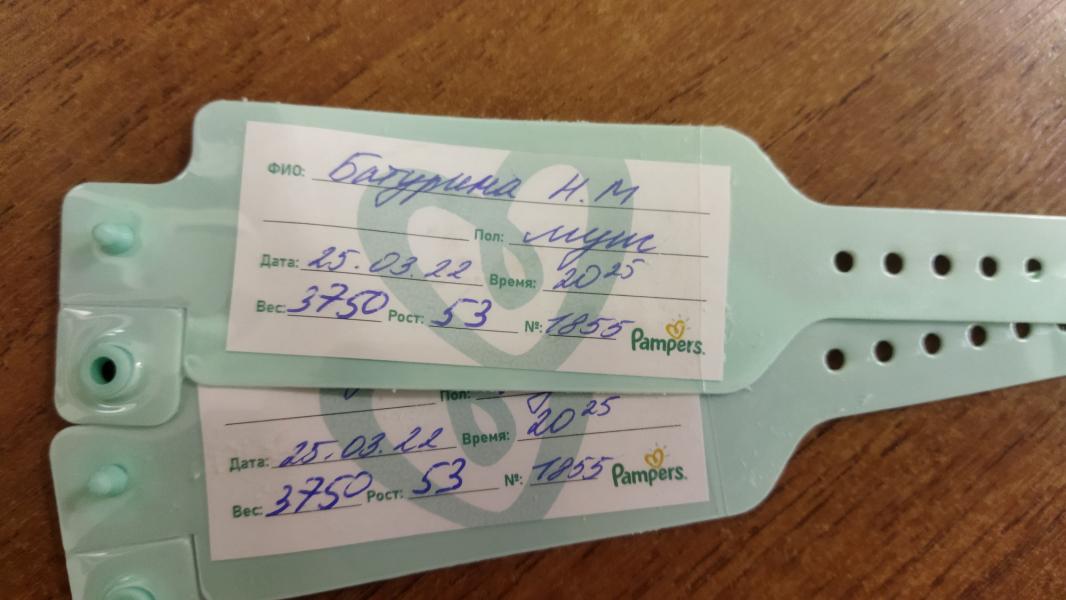 ФИО: Батурина Н.М
Пол: муж
Дата: 25.03.22 Время: 20 25
Вес: 3750 Рост: 53 №: 1855 Pampers.
Пол:
Дата: 25.03.22 Время: 20 25
Вес: 3750 Рост: 53 №: 1855 Pampers.